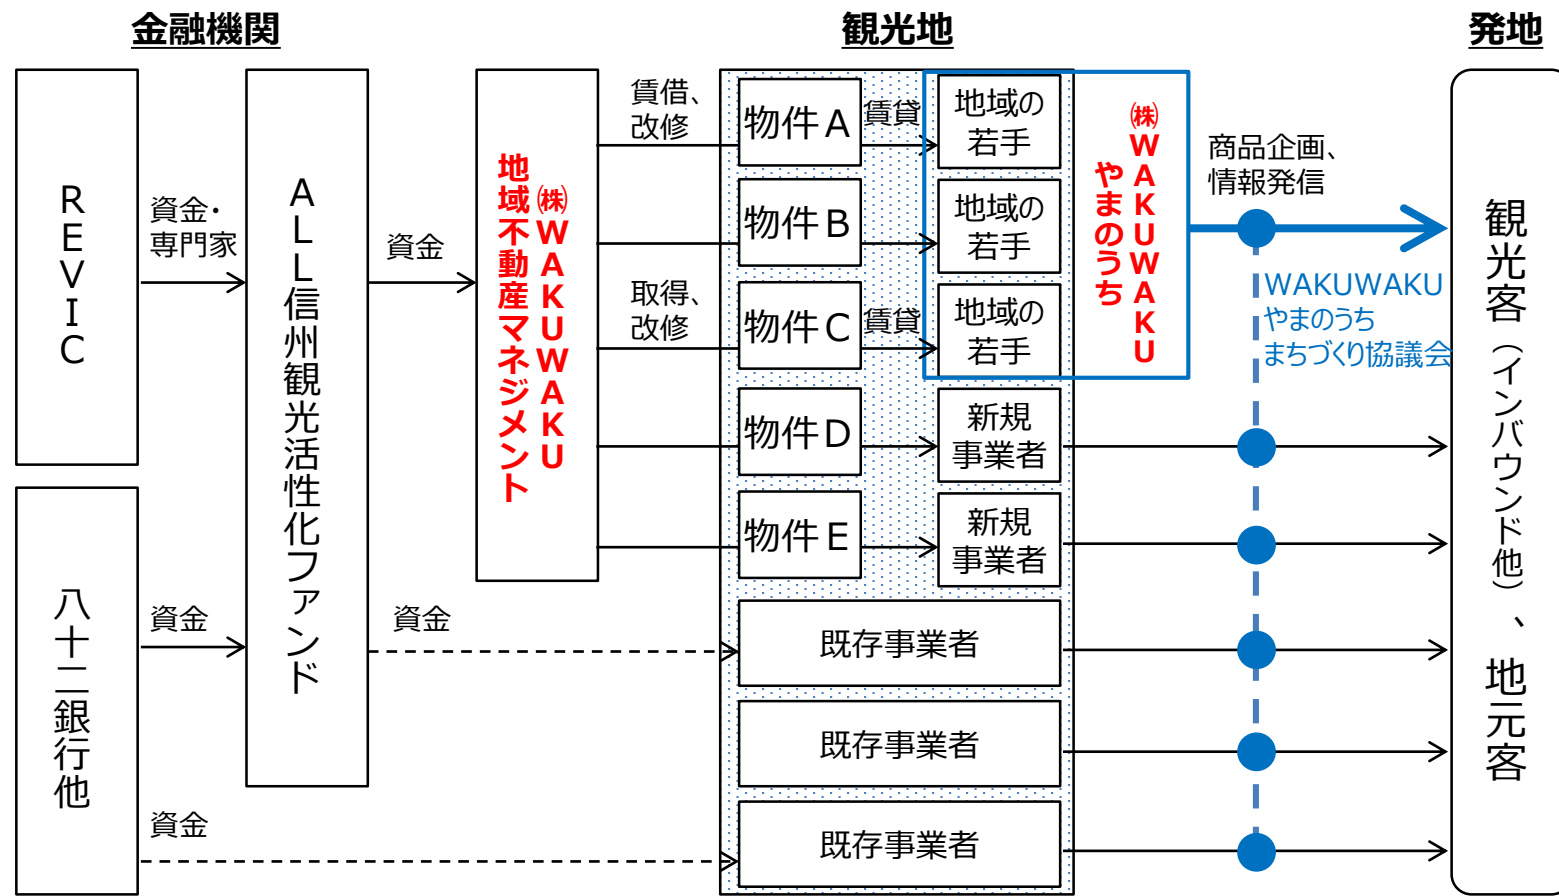 金融機関
観光地
発地
REVIC
資金・
専門家
八十二銀行他
資金
資金
ALL信州観光活性化ファンド
資金
資金
㈱WAKUWAKU
地域不動産マネジメント
賃借、
改修
取得、
改修
物件A
賃貸
地域の
若手
物件B
地域の
若手
物件C
賃貸
地域の
若手
物件D
新規
事業者
物件E
新規
事業者
既存事業者
既存事業者
既存事業者
㈱WAKUWAKU
やまのうち
商品企画、
情報発信
WAKUWAKU
やまのうち
まちづくり協議会
観光客（インバウンド他）、地元客